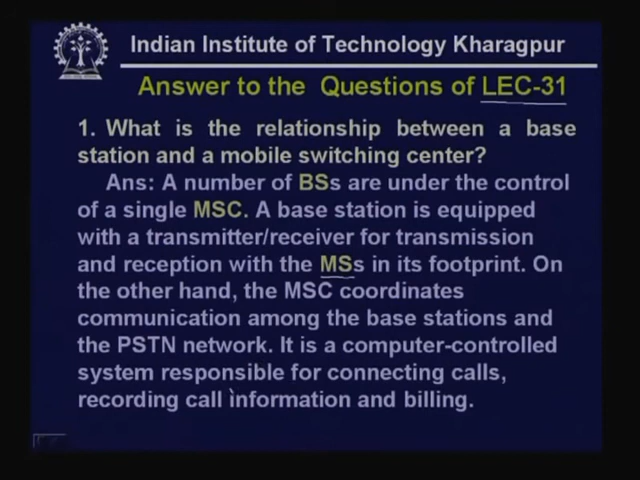 Indian Institute of Technology Kharagpur
Answer to the Questions of LEC-31
1. What is the relationship between a base
station and a mobile switching center?
Ans: A number of BSs are under the control
of a single MSC. A base station is equipped
with a transmitter/receiver for transmission
and reception with the MSs in its footprint. On
the other hand, the MSC coordinates
communication among the base stations and
the PSTN network. It is a computer-controlled
system responsible for connecting calls,
recording call information and billing.